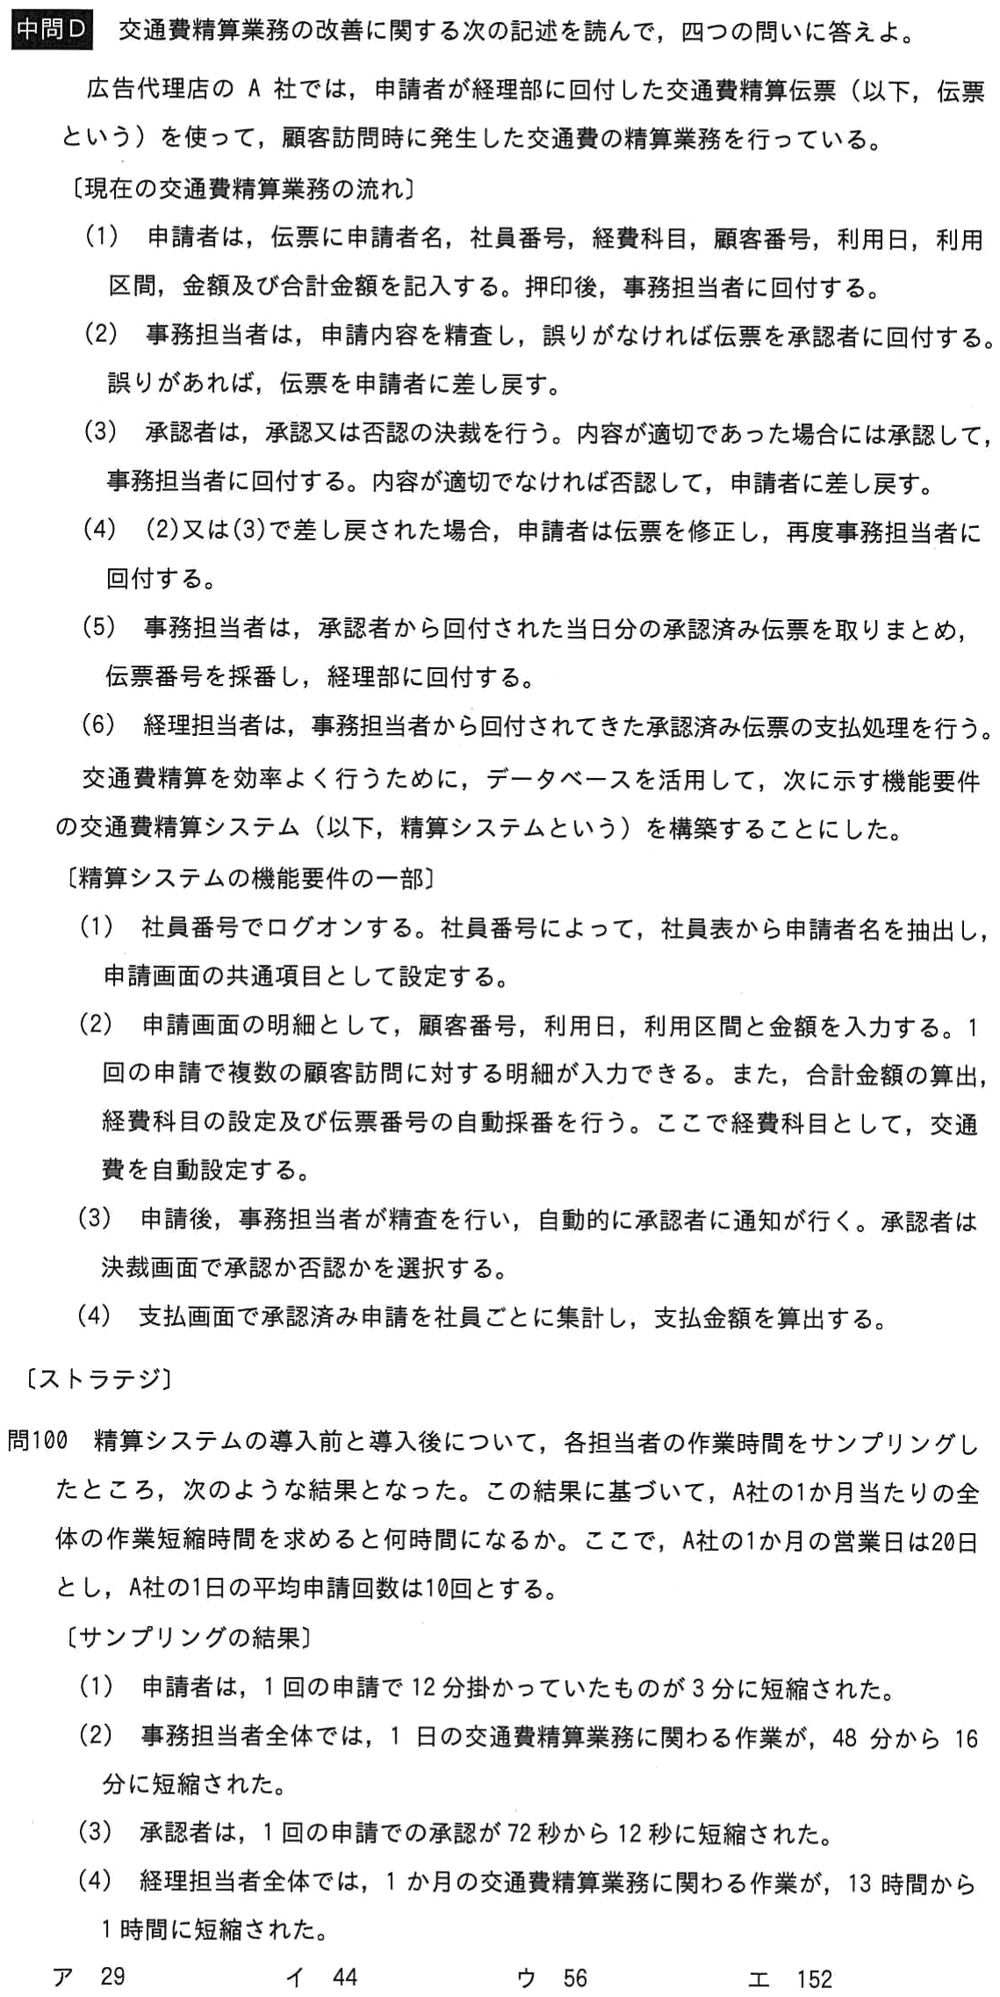 中問D 交通費精算業務の改善に関する次の記述を読んで，四つの問いに答えよ。
広告代理店の A 社では，申請者が経理部に回付した交通費精算伝票（以下，伝票
という）を使って，顧客訪問時に発生した交通費の精算業務を行っている。
〔現在の交通費精算業務の流れ〕
(1) 申請者は，伝票に申請者名，社員番号，経費科目，顧客番号，利用日，利用
区間，金額及び合計金額を記入する。押印後，事務担当者に回付する。
(2) 事務担当者は，申請内容を精査し，誤りがなければ伝票を承認者に回付する。
誤りがあれば，伝票を申請者に差し戻す。
(3) 承認者は，承認又は否認の決裁を行う。内容が適切であった場合には承認して，
事務担当者に回付する。内容が適切でなければ否認して，申請者に差し戻す。
(4) (2)又は(3)で差し戻された場合，申請者は伝票を修正し，再度事務担当者に
回付する。
(5) 事務担当者は，承認者から回付された当日分の承認済み伝票を取りまとめ，
伝票番号を採番し，経理部に回付する。
(6) 経理担当者は，事務担当者から回付されてきた承認済み伝票の支払処理を行う。
交通費精算を効率よく行うために，データベースを活用して，次に示す機能要件
の交通費精算システム（以下，精算システムという）を構築することにした。
〔精算システムの機能要件の一部〕
(1) 社員番号でログオンする。社員番号によって，社員表から申請者名を抽出し，
申請画面の共通項目として設定する。
(2) 申請画面の明細として，顧客番号，利用日，利用区間と金額を入力する。1
回の申請で複数の顧客訪問に対する明細が入力できる。また，合計金額の算出，
経費科目の設定及び伝票番号の自動採番を行う。ここで経費科目として，交通
費を自動設定する。
(3) 申請後，事務担当者が精査を行い，自動的に承認者に通知が行く。承認者は
決裁画面で承認か否認かを選択する。
(4) 支払画面で承認済み申請を社員ごとに集計し，支払金額を算出する。
〔ストラテジ〕
問100 精算システムの導入前と導入後について，各担当者の作業時間をサンプリングし
たところ，次のような結果となった。この結果に基づいて，A社の1か月当たりの全
体の作業短縮時間を求めると何時間になるか。ここで，A社の1か月の営業日は20日
とし，A社の1日の平均申請回数は10回とする。
〔サンプリングの結果〕
(1) 申請者は，1 回の申請で 12 分掛かっていたものが 3 分に短縮された。
(2) 事務担当者全体では，1 日の交通費精算業務に関わる作業が，48 分から 16
分に短縮された。
(3) 承認者は，1 回の申請での承認が 72 秒から 12 秒に短縮された。
(4) 経理担当者全体では，1 か月の交通費精算業務に関わる作業が，13 時間から
1 時間に短縮された。
ア 29 イ 44 ウ 56 エ 152